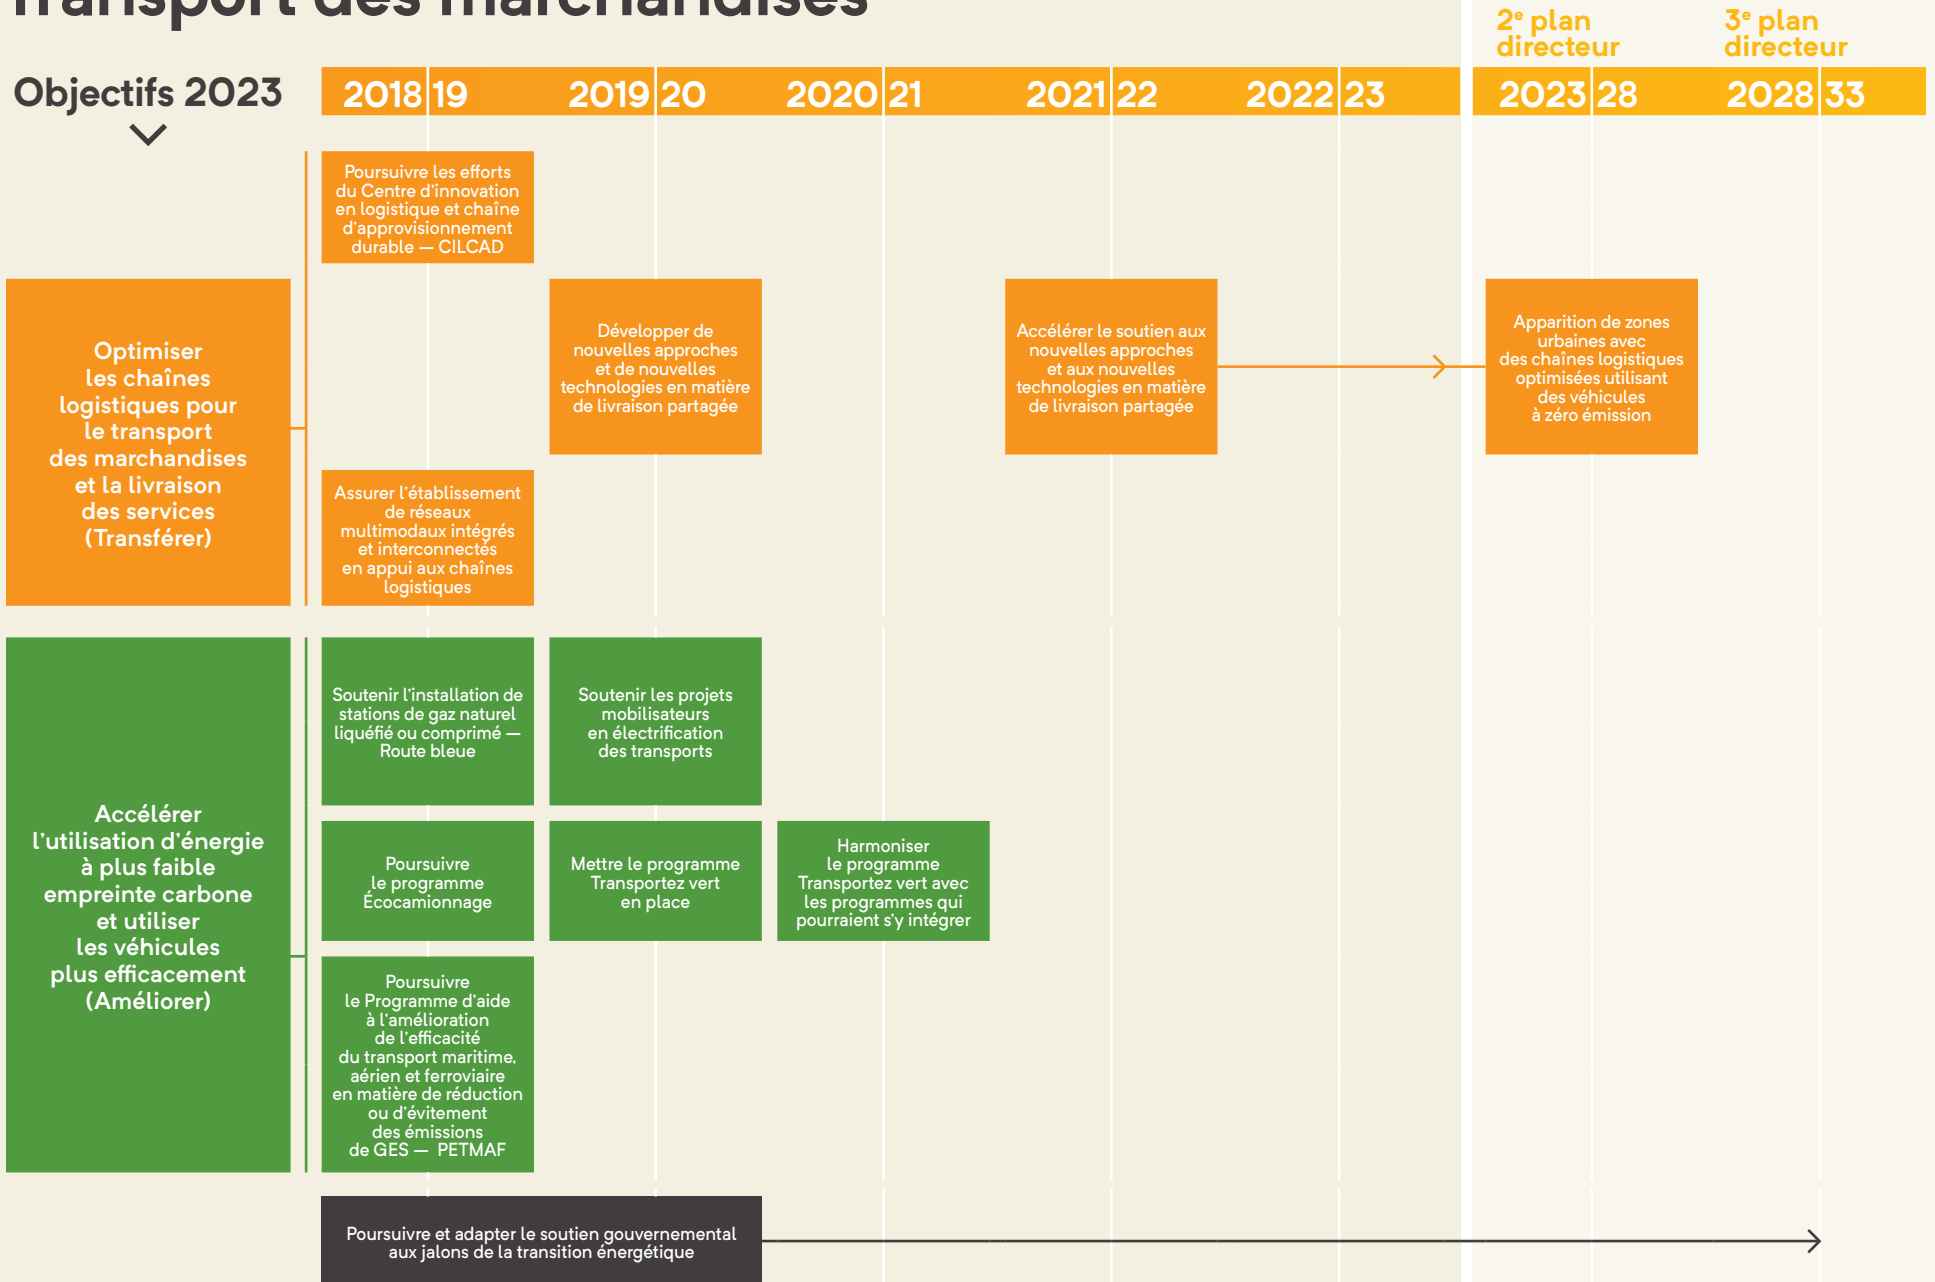 Transport des marchandises
2e plan
directeur
3e plan
directeur
Objectifs 2023
2018 19
2019 20
2020 21
2021 22
2022 23
2023 28
2028 33
Poursuivre les efforts
du Centre d'innovation
en logistique et chaîne
d'approvisionnement
durable — CILCAD
Optimiser
les chaînes
logistiques pour
le transport
des marchandises
et la livraison
des services
(Transférer)
Développer de
nouvelles approches
et de nouvelles
technologies en matière
de livraison partagée
Accélérer le soutien aux
nouvelles approches
et aux nouvelles
technologies en matière
de livraison partagée
Apparition de zones
urbaines avec
des chaînes logistiques
optimisées utilisant
des véhicules
à zéro émission
Assurer l'établissement
de réseaux
multimodaux intégrés
et interconnectés
en appui aux chaînes
logistiques
Accélérer
l'utilisation d'énergie
à plus faible
empreinte carbone
et utiliser
les véhicules
plus efficacement
(Améliorer)
Soutenir l'installation de
stations de gaz naturel
liquéfié ou comprimé —
Route bleue
Soutenir les projets
mobilisateurs
en électrification
des transports
Poursuivre
le programme
Écocamionnage
Mettre le programme
Transportez vert
en place
Harmoniser
le programme
Transportez vert avec
les programmes qui
pourraient s'y intégrer
Poursuivre
le Programme d'aide
à l'amélioration
de l'efficacité
du transport maritime,
aérien et ferroviaire
en matière de réduction
ou d'évitement
des émissions
de GES — PETMAF
Poursuivre et adapter le soutien gouvernemental
aux jalons de la transition énergétique